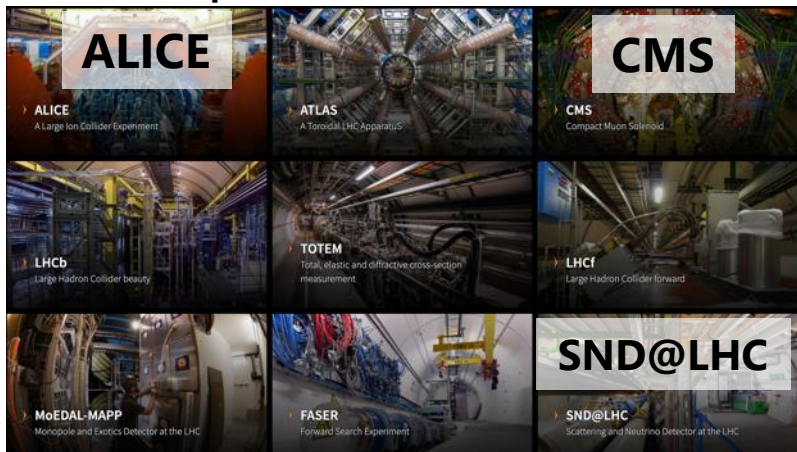 ALICE
CMS
ALICE
A Large Ion Collider Experiment
ATLAS
A Toroidal LHC ApparatuS
CMS
Compact Muon Solenoid
LHCb
Large Hadron Collider beauty
TOTEM
Total, elastic and diffractive cross-section
measurement
LHCf
Large Hadron Collider forward
SND@LHC
MoEDAL-MAPP
Monopole and Exotics Detector at the LHC
FASER
Forward Search Experiment
SND@LHC
Scattering and Neutrino Detector at the LHC